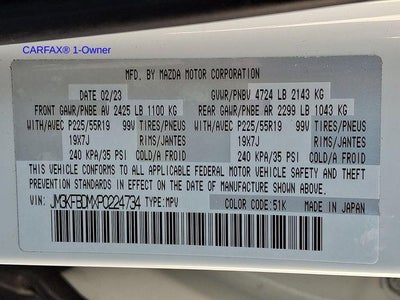 CARFAX® 1-Owner
MFD. BY MAZDA MOTOR CORPORATION
DATE 02/23 GVWR/PNBV 4724 LB 2143 KG
FRONT GAWR/PNBE AV 2425 LB 1100 KG REAR GAWR/PNBE AR 2299 LB 1043 KG
WITH/AVEC P225/55R19 99V TIRES/PNEUS WITH/AVEC P225/55R19 99V TIRES/PNEUS
19X7J RIMS/JANTES 19X7J RIMS/JANTES
240 KPA/35 PSI COLD/A FROID 240 KPA/35 PSI COLD/A FROID
THIS VEHICLE CONFORMS TO ALL APPLICABLE FEDERAL MOTOR VEHICLE SAFETY AND THEFT
PREVENTION STANDARDS IN EFFECT ON THE DATE OF MANUFACTURE SHOWN ABOVE.
VIN: JM3KFBDMXP0224734 TYPE:MPV COLOR CODE:51K MADE IN JAPAN